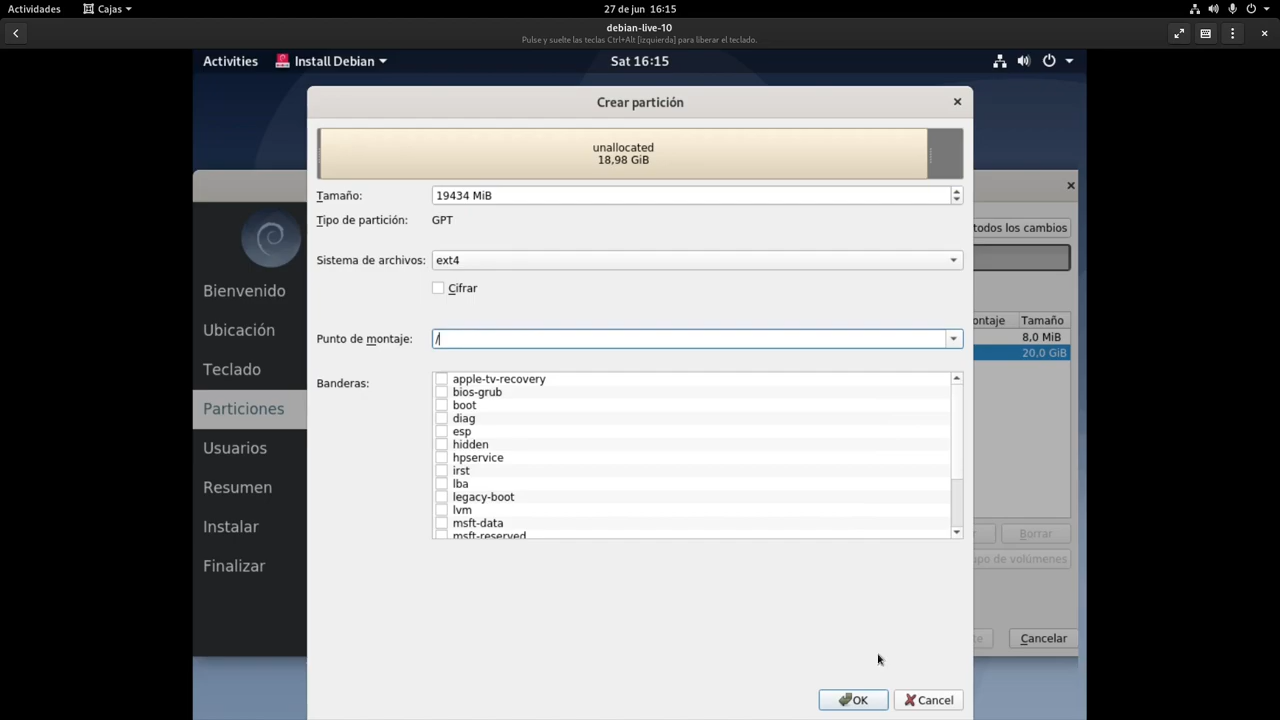 Actividades
Cajas
27 de jun 16:15
debian-live-10
Pulse y suelte las teclas Ctrl+Alt [izquierda] para liberar el teclado.
Activities
Install Debian
Sat 16:15
Crear partición
unallocated
18,98 GiB
Tamaño: 19434 MiB
Tipo de partición: GPT
Sistema de archivos: ext4
Cifrar
Punto de montaje: /
Banderas:
apple-tv-recovery
bios-grub
boot
diag
esp
hidden
hpservice
irst
lba
legacy-boot
lvm
msft-data
msft-reserved
OK
Cancel
Bienvenido
Ubicación
Teclado
Particiones
Usuarios
Resumen
Instalar
Finalizar
todos los cambios
ontaje Tamaño
8,0 MiB
20,0 GiB
r Borrar
upo de volúmenes
te Cancelar